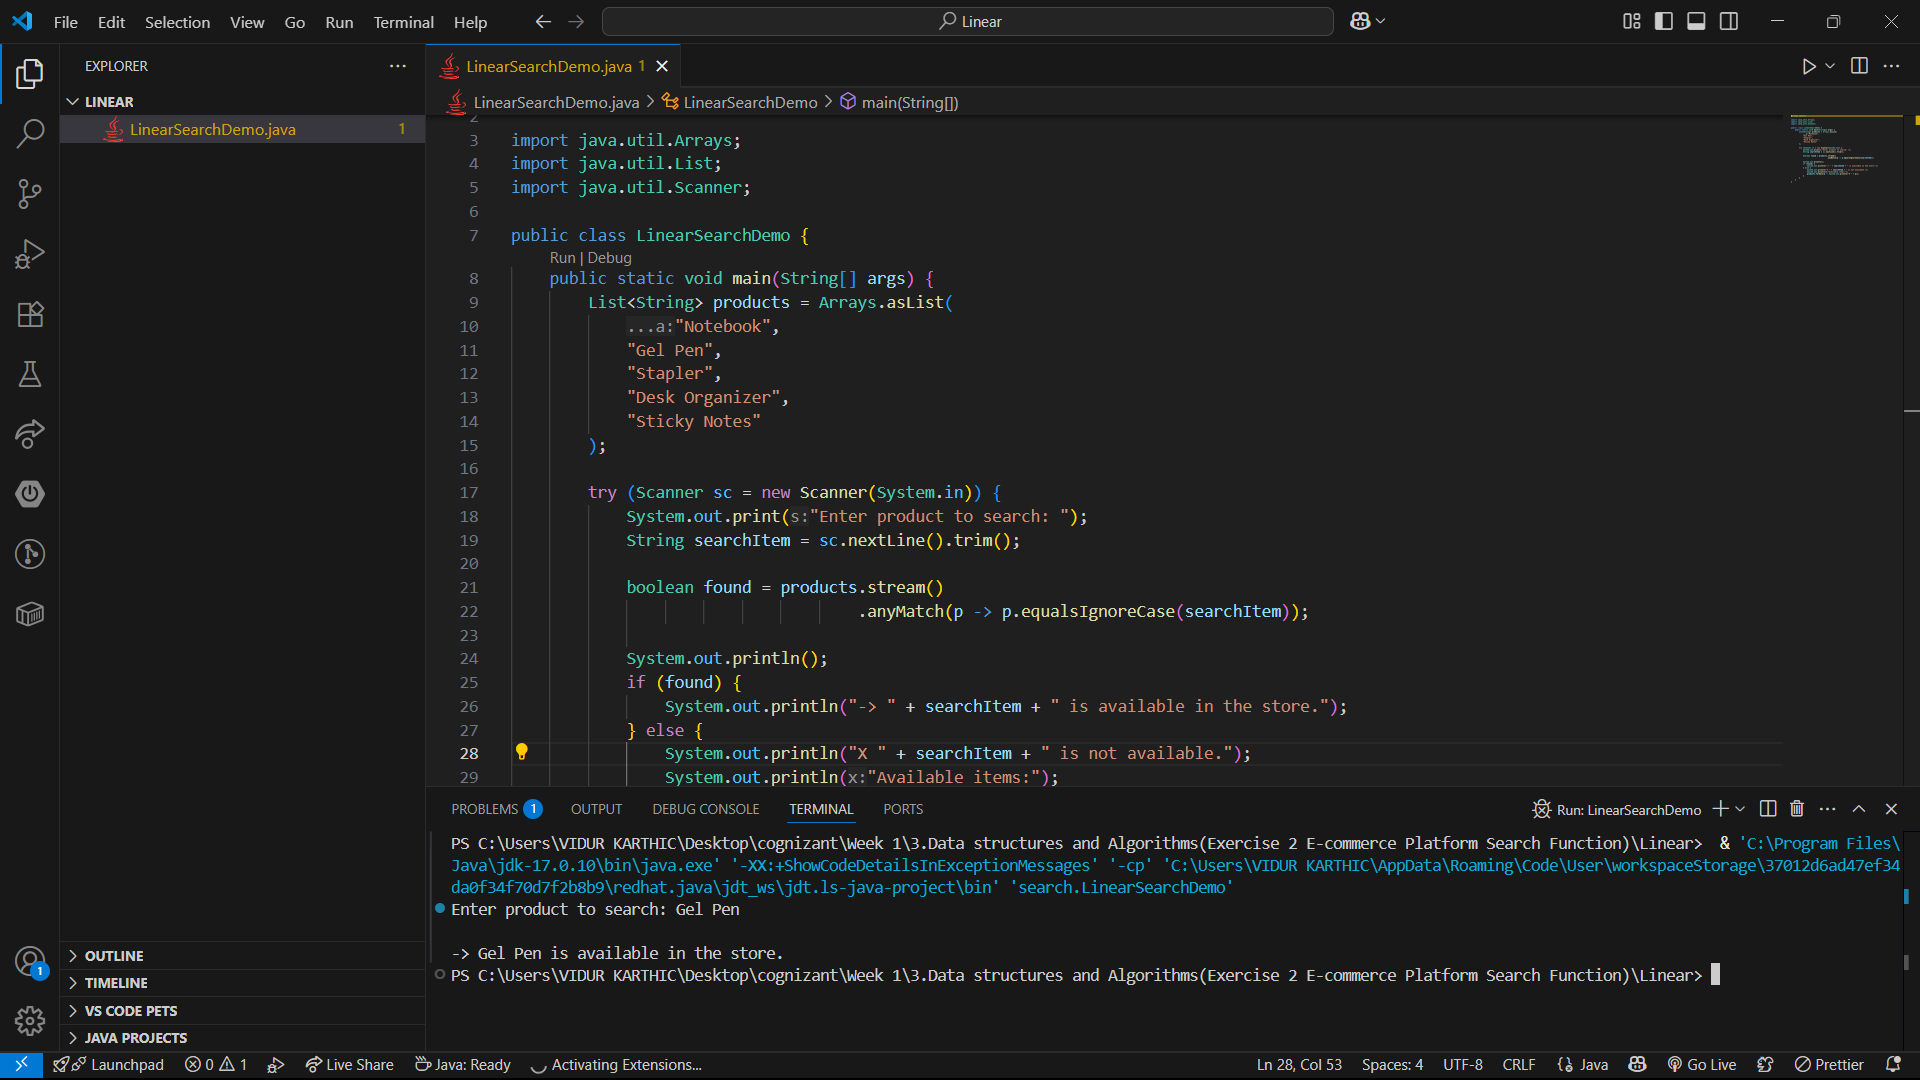 File Edit Selection View Go Run Terminal Help
Linear
EXPLORER
LINEAR
LinearSearchDemo.java 1
OUTLINE
TIMELINE
VS CODE PETS
JAVA PROJECTS
LinearSearchDemo.java 1
LinearSearchDemo.java > LinearSearchDemo > main(String[])
2
3 import java.util.Arrays;
4 import java.util.List;
5 import java.util.Scanner;
6
7 public class LinearSearchDemo {
Run | Debug
8 public static void main(String[] args) {
9 List<String> products = Arrays.asList(
10 ...a:"Notebook",
11 "Gel Pen",
12 "Stapler",
13 "Desk Organizer",
14 "Sticky Notes"
15 );
16
17 try (Scanner sc = new Scanner(System.in)) {
18 System.out.print(s:"Enter product to search: ");
19 String searchItem = sc.nextLine().trim();
20
21 boolean found = products.stream()
22 .anyMatch(p -> p.equalsIgnoreCase(searchItem));
23
24 System.out.println();
25 if (found) {
26 System.out.println("-> " + searchItem + " is available in the store.");
27 } else {
28 System.out.println("X " + searchItem + " is not available.");
29 System.out.println(x:"Available items:");
PROBLEMS 1 OUTPUT DEBUG CONSOLE TERMINAL PORTS
Run: LinearSearchDemo
PS C:\Users\VIDUR KARTHIC\Desktop\cognizant\Week 1\3.Data structures and Algorithms(Exercise 2 E-commerce Platform Search Function)\Linear> & 'C:\Program Files\
Java\jdk-17.0.10\bin\java.exe' '-XX:+ShowCodeDetailsInExceptionMessages' '-cp' 'C:\Users\VIDUR KARTHIC\AppData\Roaming\Code\User\workspaceStorage\37012d6ad47ef34
da0f34f70d7f2b8b9\redhat.java\jdt_ws\jdt.ls-java-project\bin' 'search.LinearSearchDemo'
Enter product to search: Gel Pen
-> Gel Pen is available in the store.
PS C:\Users\VIDUR KARTHIC\Desktop\cognizant\Week 1\3.Data structures and Algorithms(Exercise 2 E-commerce Platform Search Function)\Linear>
1
Launchpad 0 1 Live Share Java: Ready Activating Extensions... Ln 28, Col 53 Spaces: 4 UTF-8 CRLF Java Go Live Prettier